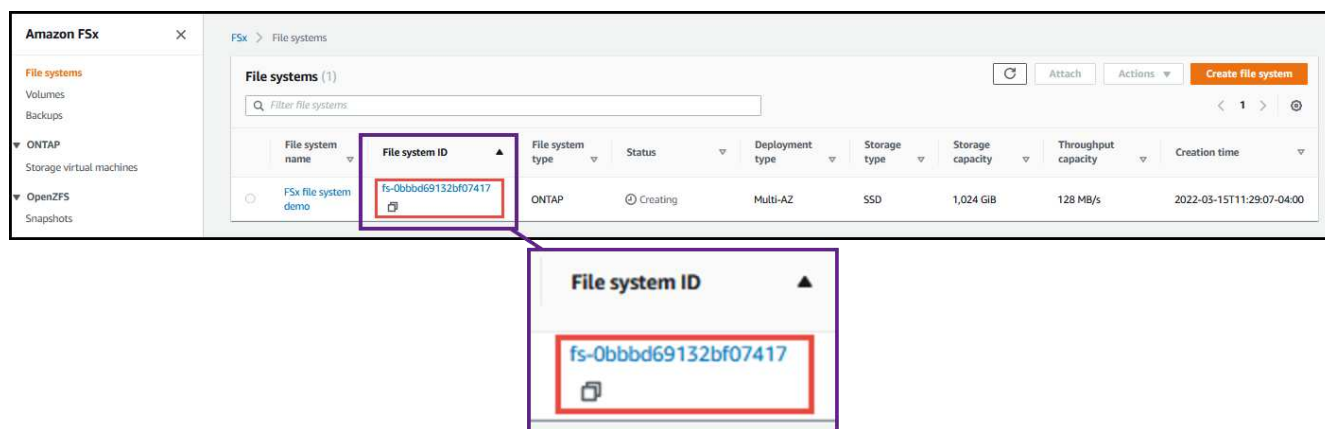 Amazon FSx
File systems
Volumes
Backups
ONTAP
Storage virtual machines
OpenZFS
Snapshots
FSx > File systems
File systems (1)
Attach
Actions
Create file system
Filter file systems
< 1 >
File system name
File system ID
File system type
Status
Deployment type
Storage type
Storage capacity
Throughput capacity
Creation time
FSx file system demo
fs-0bbbd69132bf07417
ONTAP
Creating
Multi-AZ
SSD
1,024 GiB
128 MB/s
2022-03-15T11:29:07-04:00
File system ID
fs-0bbbd69132bf07417